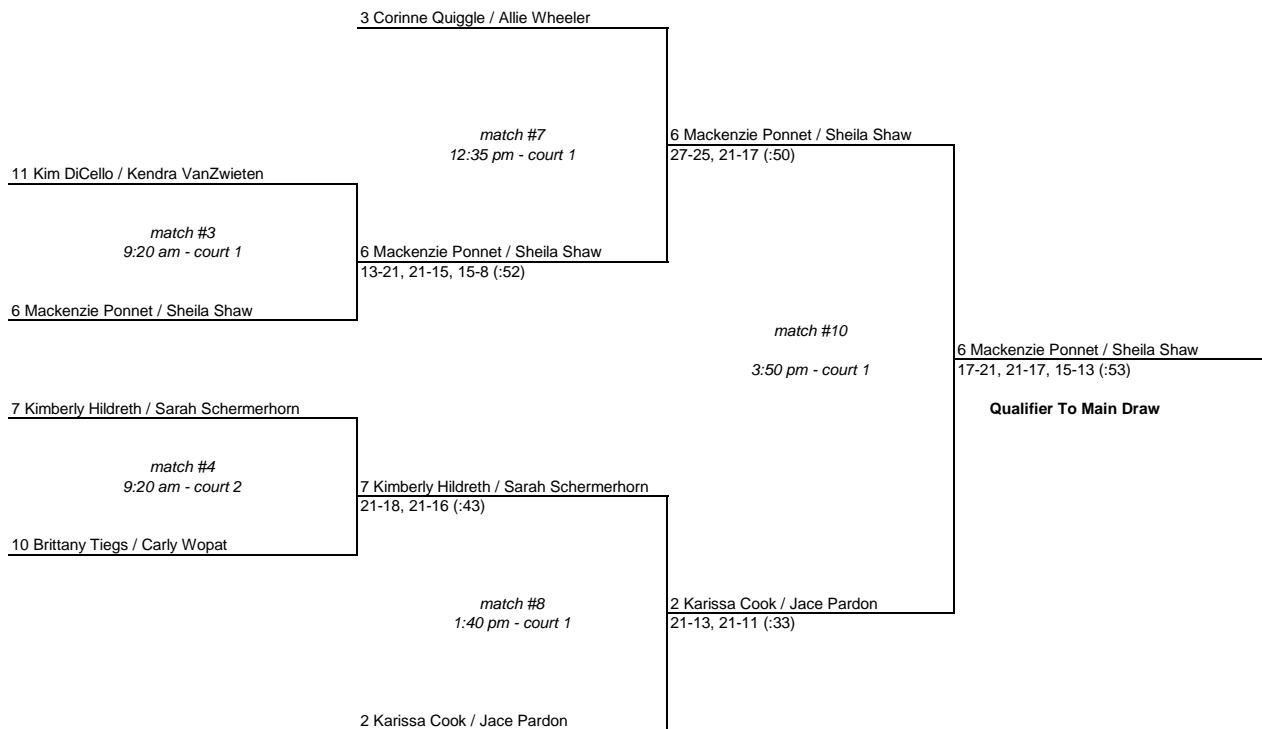 3 Corinne Quiggle / Allie Wheeler
match #7
12:35 pm - court 1
6 Mackenzie Ponnet / Sheila Shaw
27-25, 21-17 (:50)
11 Kim DiCello / Kendra VanZwieten
match #3
9:20 am - court 1
6 Mackenzie Ponnet / Sheila Shaw
13-21, 21-15, 15-8 (:52)
6 Mackenzie Ponnet / Sheila Shaw
match #10
3:50 pm - court 1
6 Mackenzie Ponnet / Sheila Shaw
17-21, 21-17, 15-13 (:53)
Qualifier To Main Draw
7 Kimberly Hildreth / Sarah Schermerhorn
match #4
9:20 am - court 2
7 Kimberly Hildreth / Sarah Schermerhorn
21-18, 21-16 (:43)
10 Brittany Tiegs / Carly Wopat
match #8
1:40 pm - court 1
2 Karissa Cook / Jace Pardon
21-13, 21-11 (:33)
2 Karissa Cook / Jace Pardon